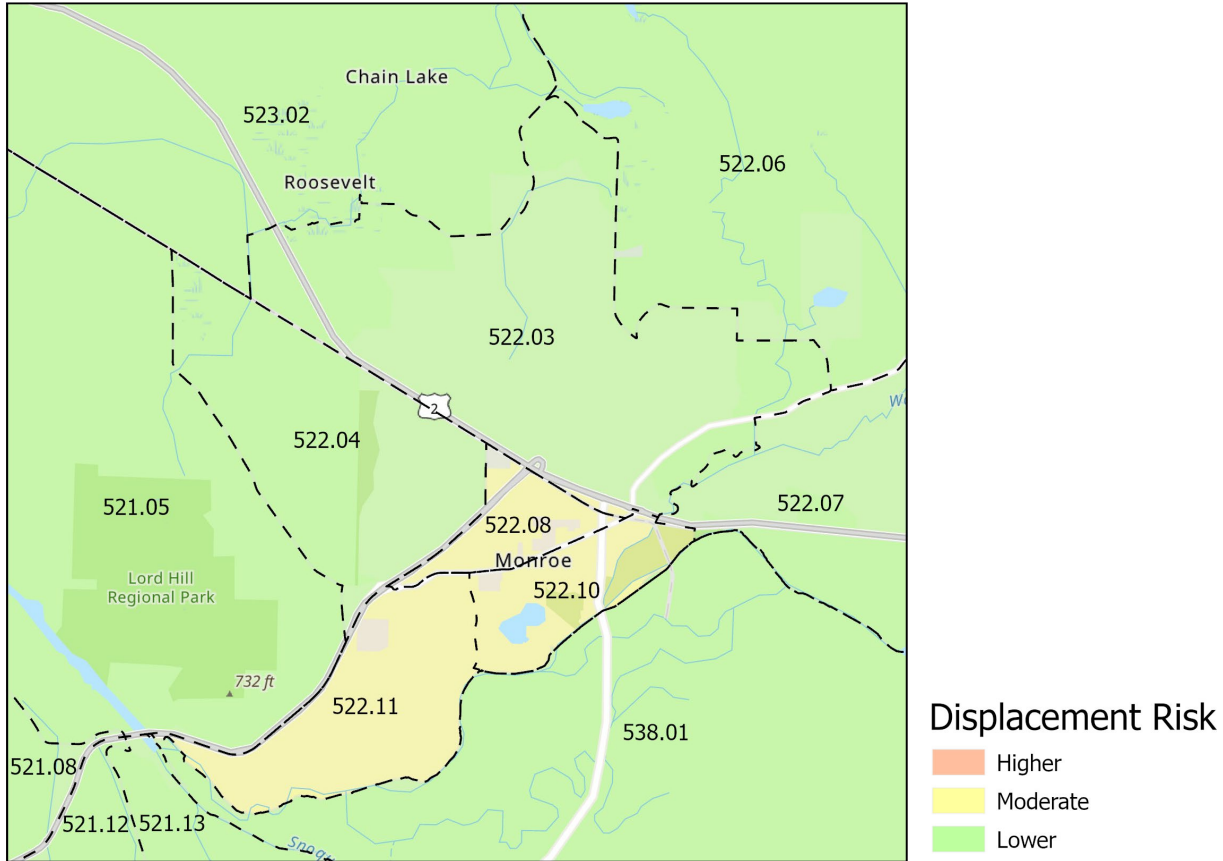 Chain Lake
523.02
522.06
Roosevelt
522.03
2
522.04
521.05
522.07
522.08
Monroe
522.10
Lord Hill
Regional Park
732 ft
522.11
538.01
521.08
521.12
521.13
Displacement Risk
Higher
Moderate
Lower